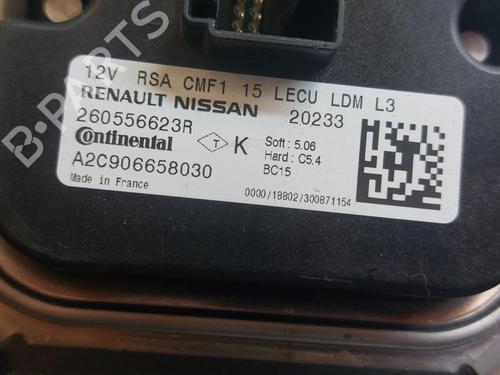 B-PARTS
12V RSA CMF1 15 LECU LDM L3
RENAULT NISSAN 20233
260556623R
Continental T K Soft : 5.06
Hard : C5.4
A2C906658030 BC15
Made in France 0000/18802/300871154